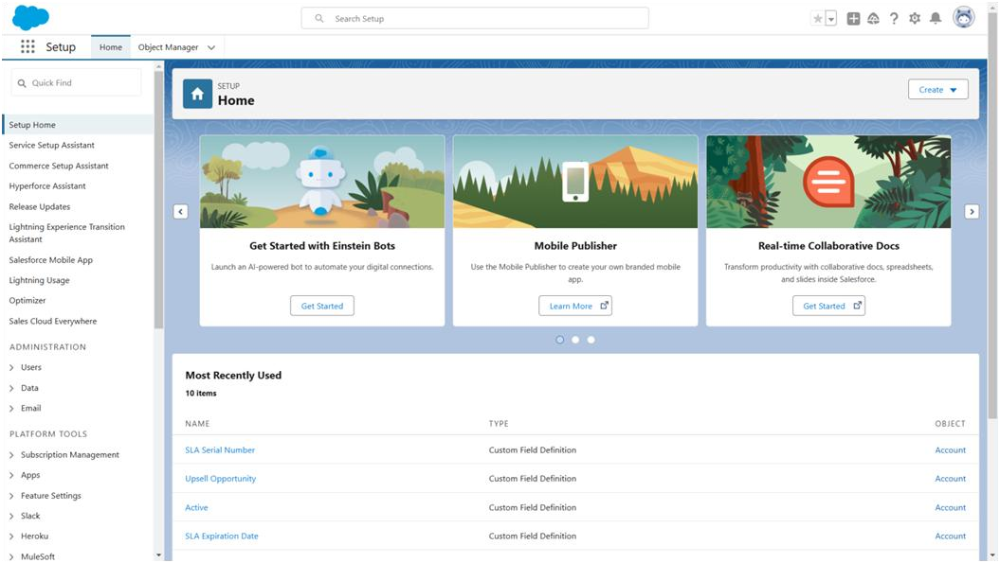 Search Setup
Setup
Home
Object Manager
Quick Find
Setup Home
Service Setup Assistant
Commerce Setup Assistant
Hyperforce Assistant
Release Updates
Lightning Experience Transition
Assistant
Salesforce Mobile App
Lightning Usage
Optimizer
Sales Cloud Everywhere
ADMINISTRATION
Users
Data
Email
PLATFORM TOOLS
Subscription Management
Apps
Feature Settings
Slack
Heroku
MuleSoft
SETUP
Home
Create
Get Started with Einstein Bots
Launch an AI-powered bot to automate your digital connections.
Get Started
Mobile Publisher
Use the Mobile Publisher to create your own branded mobile
app.
Learn More
Real-time Collaborative Docs
Transform productivity with collaborative docs, spreadsheets,
and slides inside Salesforce.
Get Started
Most Recently Used
10 items
NAME TYPE OBJECT
SLA Serial Number Custom Field Definition Account
Upsell Opportunity Custom Field Definition Account
Active Custom Field Definition Account
SLA Expiration Date Custom Field Definition Account